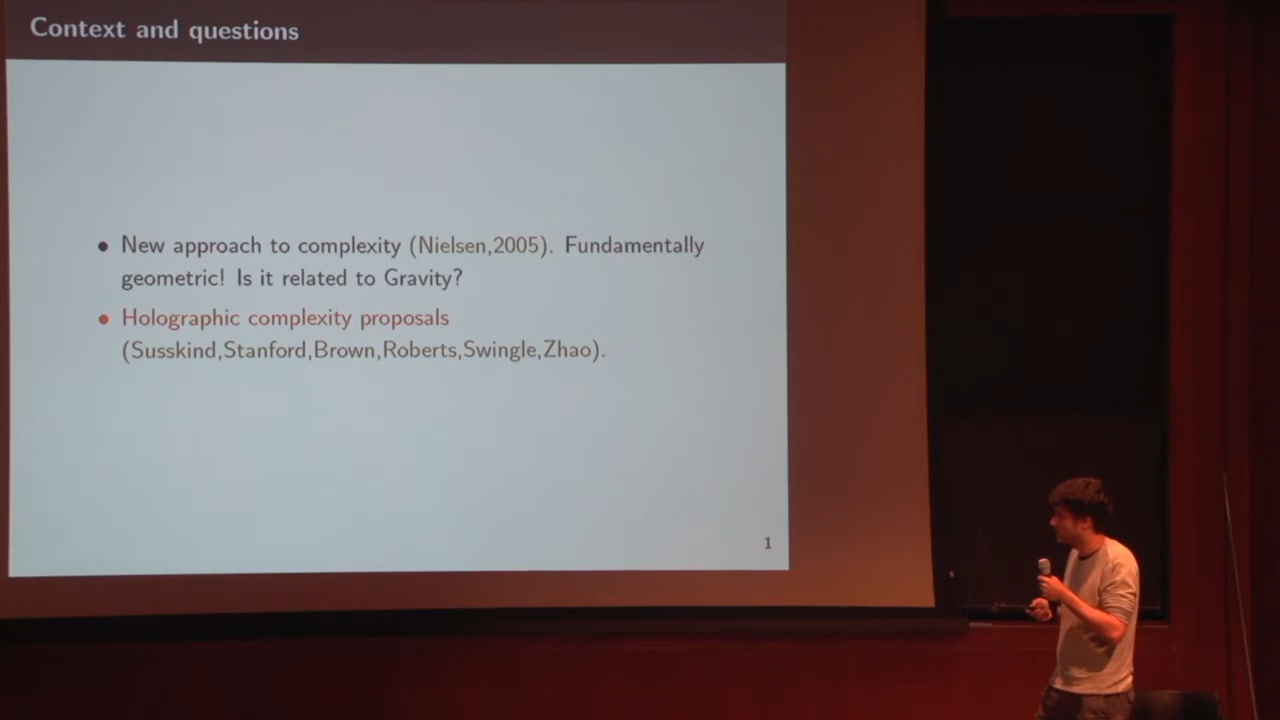 Context and questions
• New approach to complexity (Nielsen,2005). Fundamentally
geometric! Is it related to Gravity?
• Holographic complexity proposals
(Susskind,Stanford,Brown,Roberts,Swingle,Zhao).
1